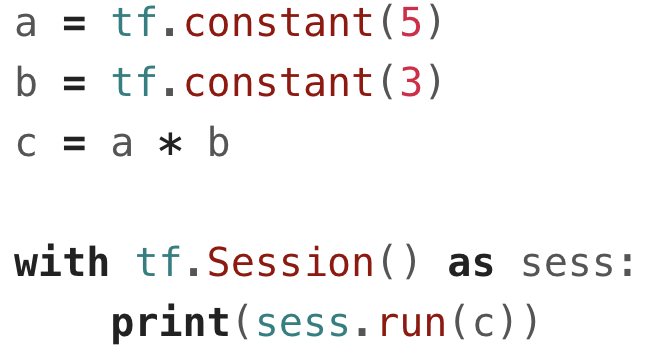 a = tf.constant(5)
b = tf.constant(3)
c = a * b
with tf.Session() as sess:
    print(sess.run(c))